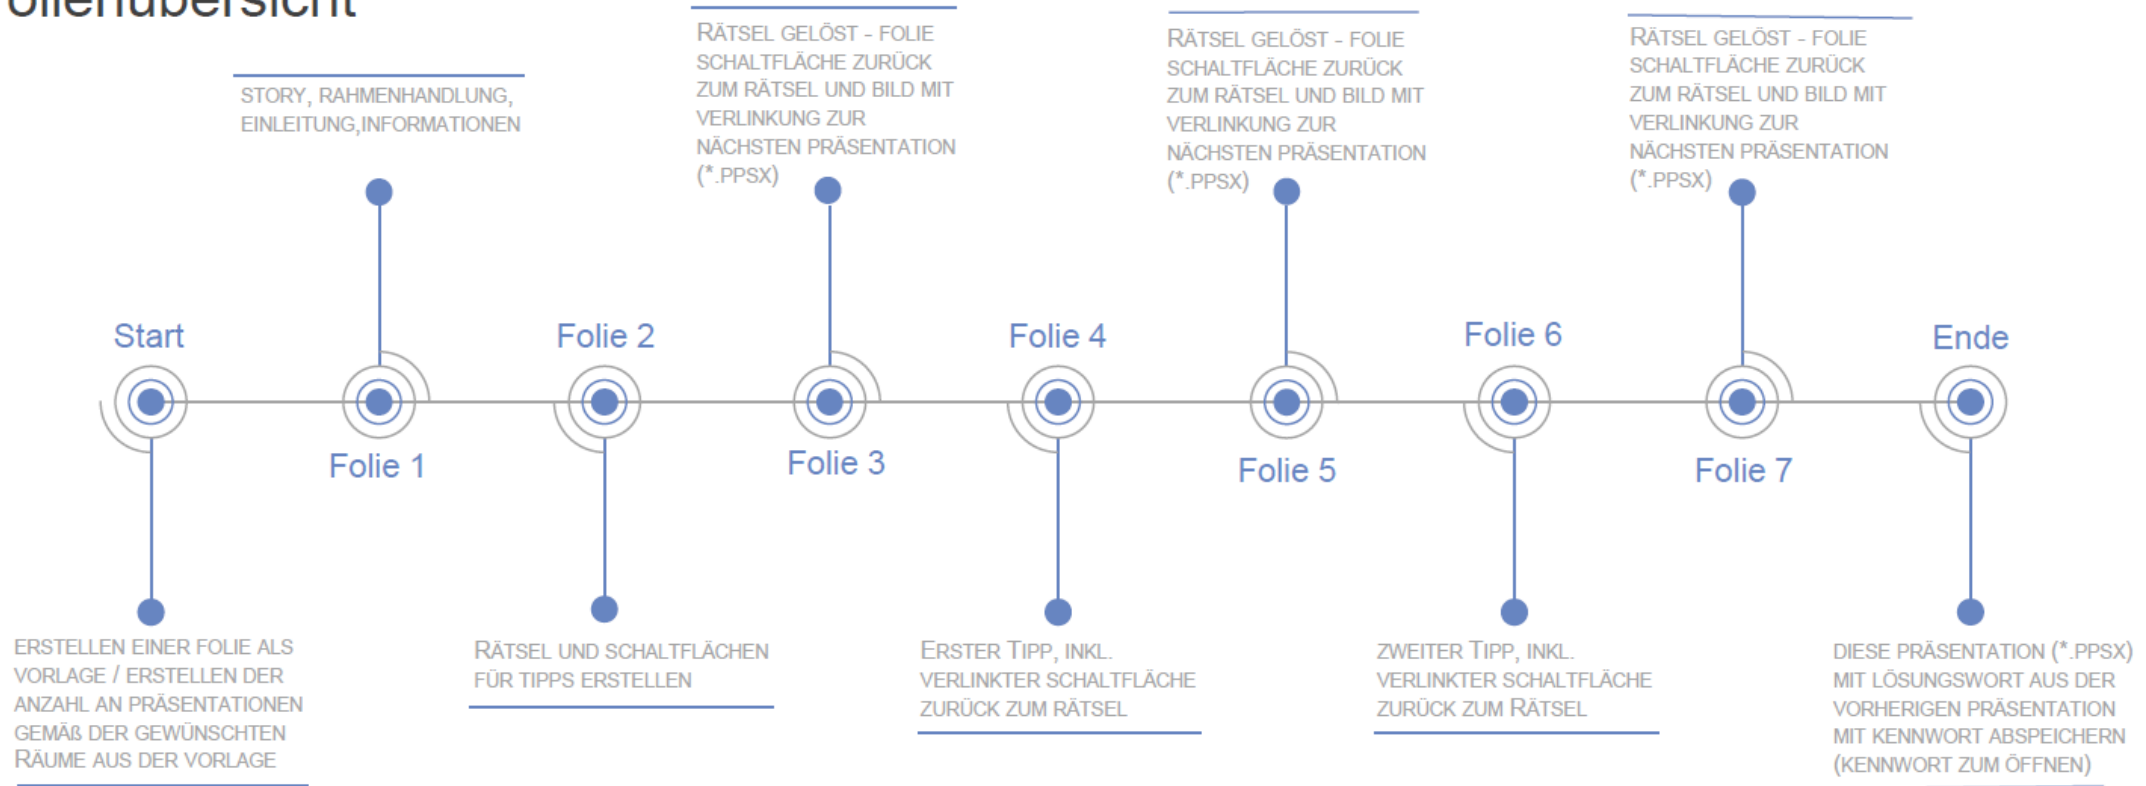 RÄTSEL GELÖST - FOLIE
SCHALTFLÄCHE ZURÜCK
ZUM RÄTSEL UND BILD MIT
VERLINKUNG ZUR
NÄCHSTEN PRÄSENTATION
(*.PPSX)
RÄTSEL GELÖST - FOLIE
SCHALTFLÄCHE ZURÜCK
ZUM RÄTSEL UND BILD MIT
VERLINKUNG ZUR
NÄCHSTEN PRÄSENTATION
(*.PPSX)
RÄTSEL GELÖST - FOLIE
SCHALTFLÄCHE ZURÜCK
ZUM RÄTSEL UND BILD MIT
VERLINKUNG ZUR
NÄCHSTEN PRÄSENTATION
(*.PPSX)
STORY, RAHMENHANDLUNG,
EINLEITUNG,INFORMATIONEN
Start
Folie 1
Folie 2
Folie 3
Folie 4
Folie 5
Folie 6
Folie 7
Ende
ERSTELLEN EINER FOLIE ALS
VORLAGE / ERSTELLEN DER
ANZAHL AN PRÄSENTATIONEN
GEMÄß DER GEWÜNSCHTEN
RÄUME AUS DER VORLAGE
RÄTSEL UND SCHALTFLÄCHEN
FÜR TIPPS ERSTELLEN
ERSTER TIPP, INKL.
VERLINKTER SCHALTFLÄCHE
ZURÜCK ZUM RÄTSEL
ZWEITER TIPP, INKL.
VERLINKTER SCHALTFLÄCHE
ZURÜCK ZUM RÄTSEL
DIESE PRÄSENTATION (*.PPSX)
MIT LÖSUNGSWORT AUS DER
VORHERIGEN PRÄSENTATION
MIT KENNWORT ABSPEICHERN
(KENNWORT ZUM ÖFFNEN)